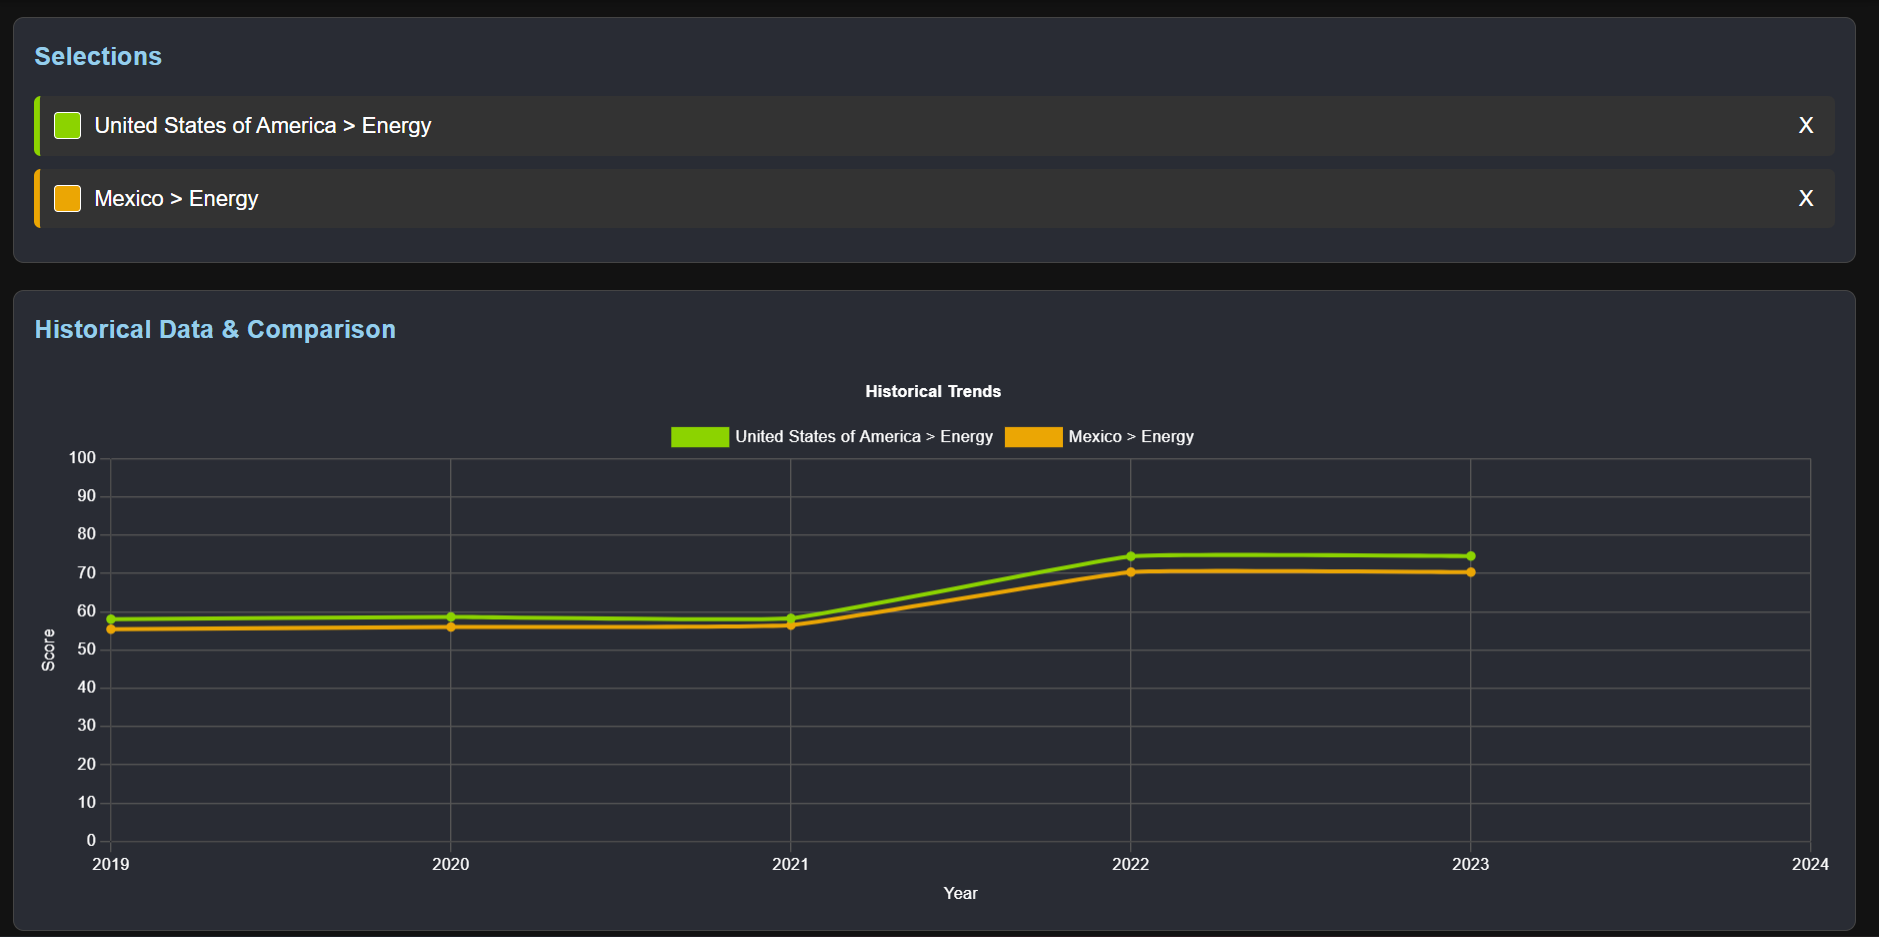 Selections
United States of America > Energy X
Mexico > Energy X
Historical Data & Comparison
Historical Trends
United States of America > Energy Mexico > Energy
100
90
80
70
60
50
40
30
20
10
0
Score
2019 2020 2021 2022 2023 2024
Year